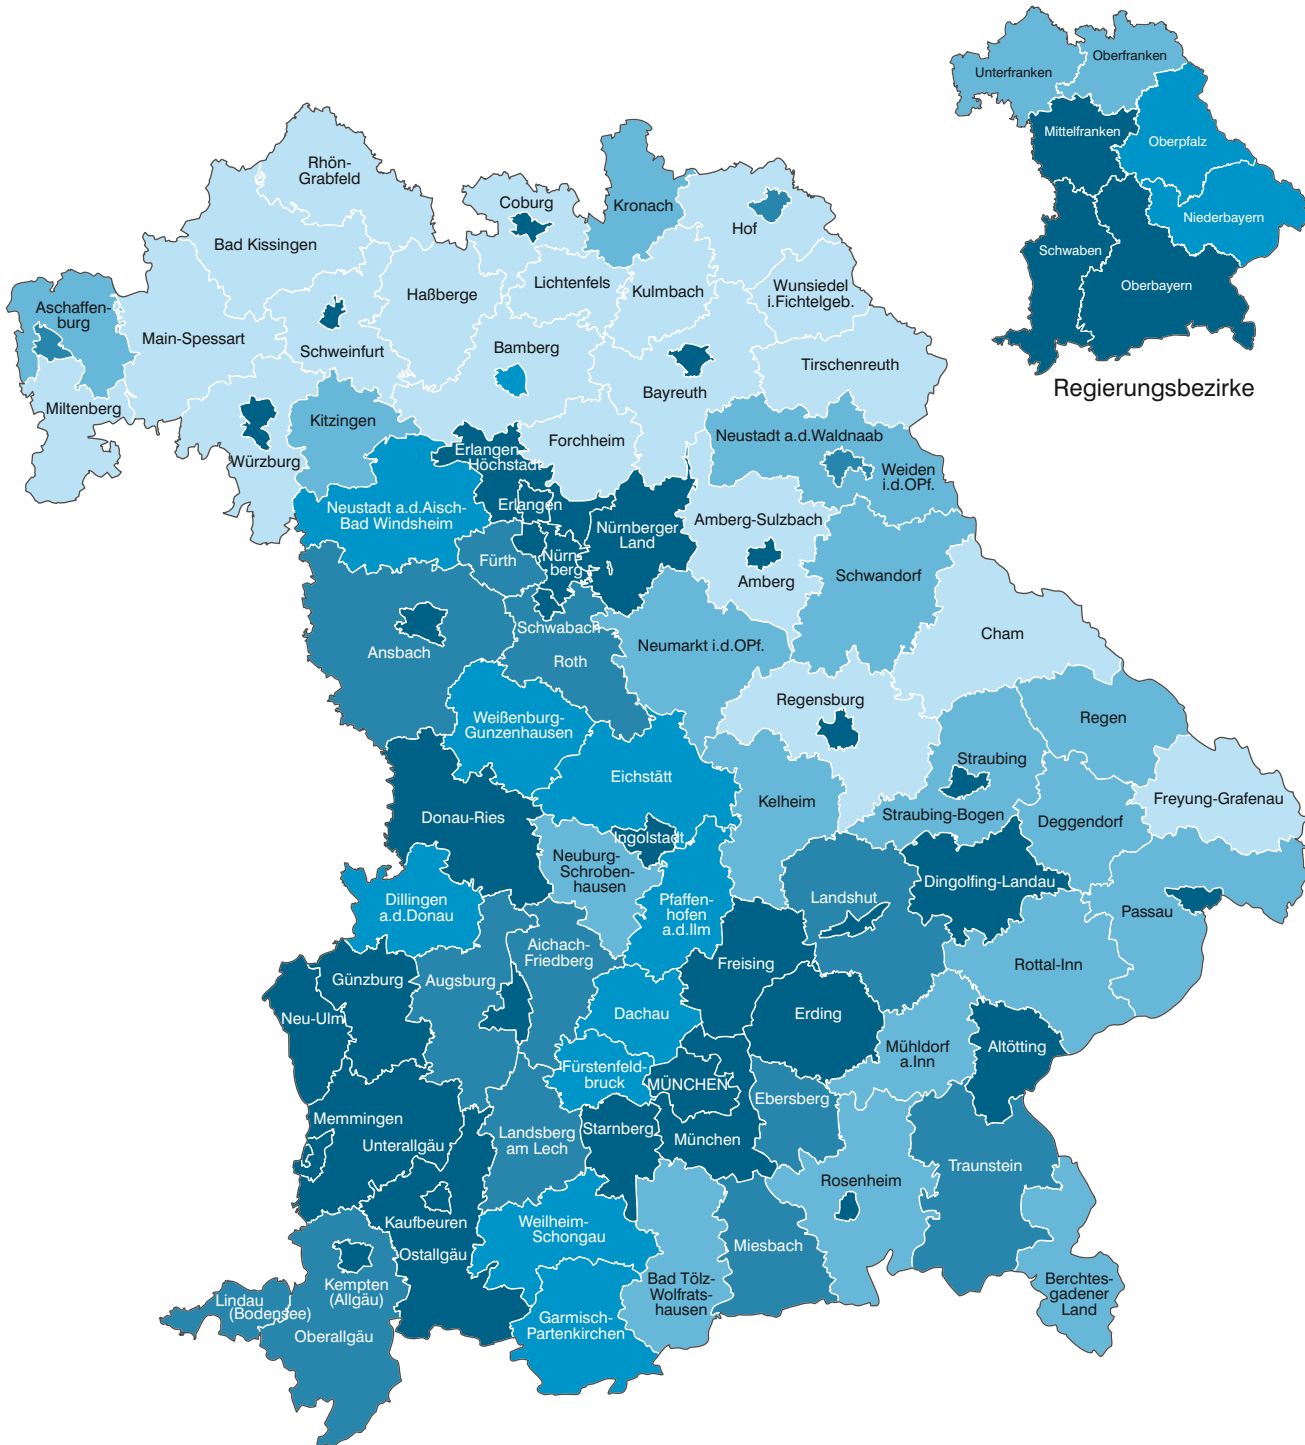 Oberfranken
Unterfranken
Mittelfranken
Oberpfalz
Niederbayern
Schwaben
Oberbayern
Regierungsbezirke
Rhön-
Grabfeld
Coburg
Kronach
Hof
Bad Kissingen
Lichtenfels
Kulmbach
Wunsiedel
i.Fichtelgeb.
Haßberge
Aschaffen-
burg
Main-Spessart
Schweinfurt
Bamberg
Bayreuth
Tirschenreuth
Miltenberg
Kitzingen
Würzburg
Forchheim
Neustadt a.d.Waldnaab
Weiden
i.d.OPf.
Erlangen-
Höchstadt
Erlangen
Neustadt a.d.Aisch-
Bad Windsheim
Nürnberger
Land
Amberg-Sulzbach
Amberg
Fürth
Nürn-
berg
Schwandorf
Schwabach
Roth
Ansbach
Neumarkt i.d.OPf.
Cham
Regensburg
Regen
Weißenburg-
Gunzenhausen
Straubing
Eichstätt
Kelheim
Straubing-Bogen
Deggendorf
Freyung-Grafenau
Donau-Ries
Ingolstadt
Neuburg-
Schroben-
hausen
Dillingen
a.d.Donau
Pfaffen-
hofen
a.d.Ilm
Landshut
Dingolfing-Landau
Passau
Aichach-
Friedberg
Freising
Rottal-Inn
Günzburg
Augsburg
Neu-Ulm
Dachau
Erding
Mühldorf
a.Inn
Altötting
Fürstenfeld-
bruck
MÜNCHEN
Ebersberg
Memmingen
Unterallgäu
Landsberg
am Lech
Starnberg
München
Traunstein
Rosenheim
Kaufbeuren
Ostallgäu
Weilheim-
Schongau
Miesbach
Bad Tölz-
Wolfrats-
hausen
Berchtes-
gadener
Land
Kempten
(Allgäu)
Lindau
(Bodensee)
Oberallgäu
Garmisch-
Partenkirchen